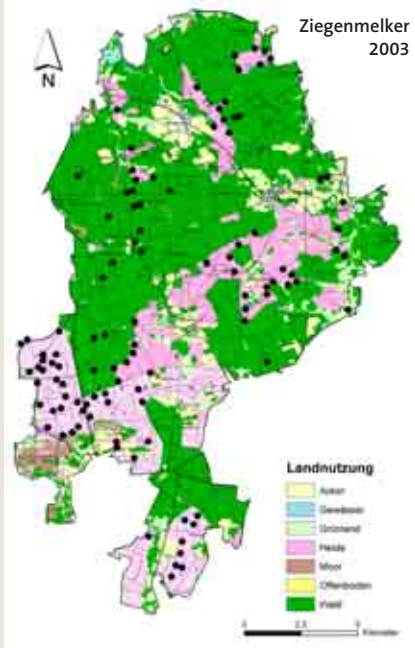 Ziegenmelker
2003
N
Landnutzung
Acker
Gewässer
Grünland
Heide
Moor
Offenboden
Wald
0 2,5 5
Kilometer